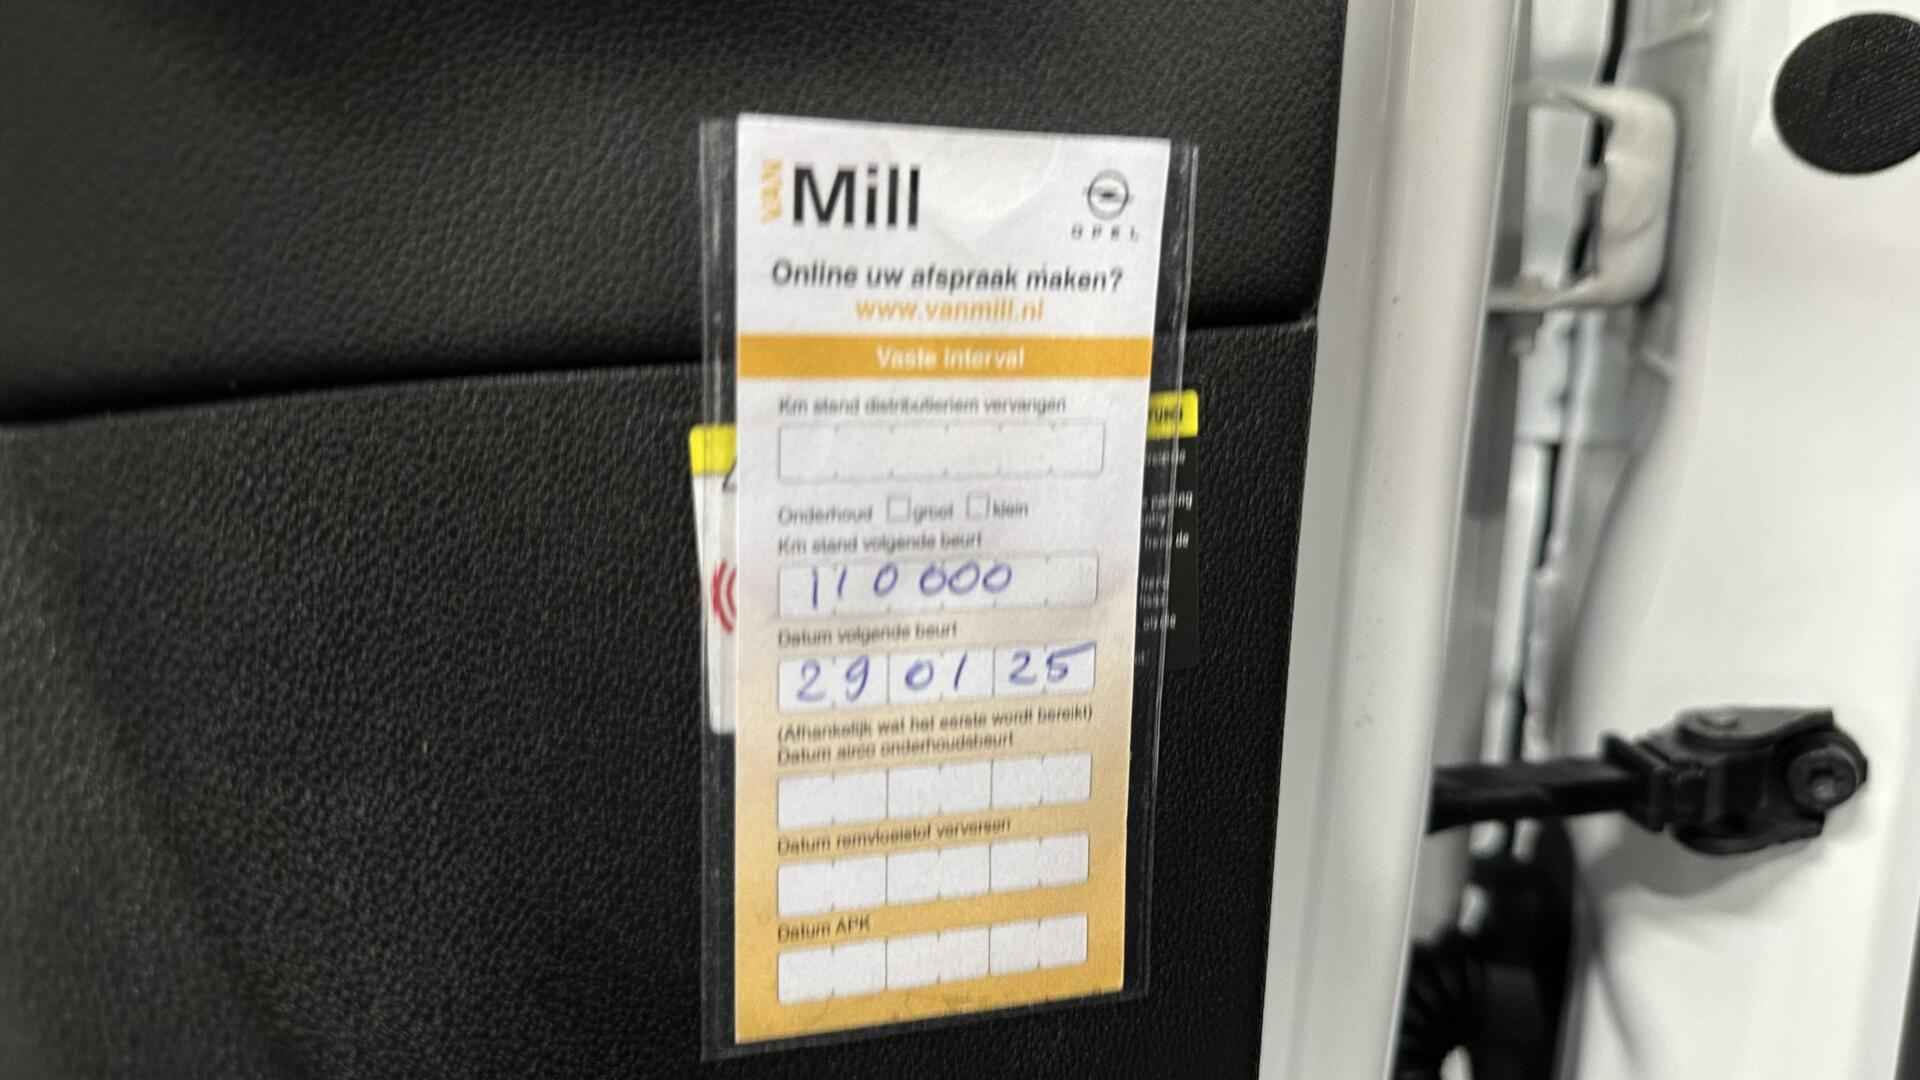 VAN Mill
OPEL
Online uw afspraak maken?
www.vanmill.nl
Vaste interval
Km stand distributieriem vervangen
Onderhoud groot klein
Km stand volgende beurt
110 000
Datum volgende beurt
29 01 25
(Afhankelijk wat het eerste wordt bereikt)
Datum airco onderhoudsbeurt
Datum remvloeistof verversen
Datum APK